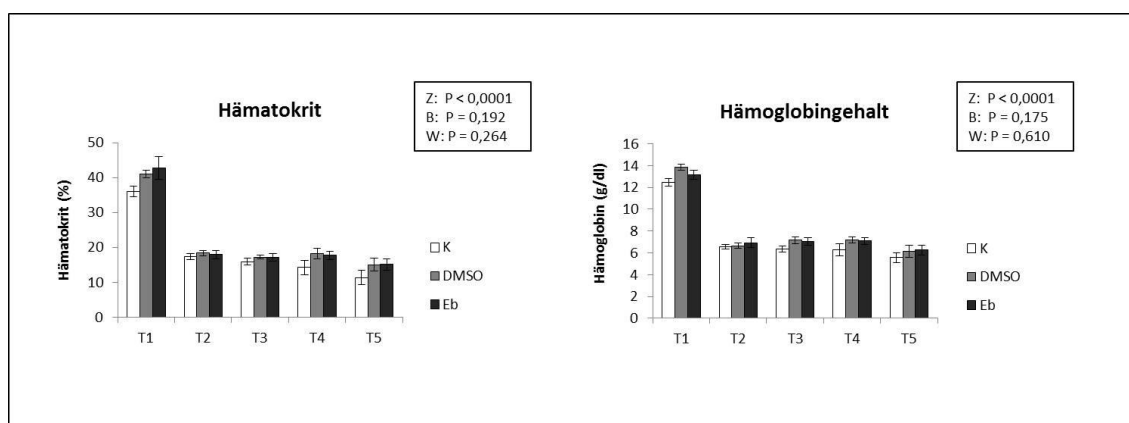 Hämatokrit
Z: P < 0,0001
B: P = 0,192
W: P = 0,264
Hämatokrit (%)
50
40
30
20
10
0
T1 T2 T3 T4 T5
K
DMSO
Eb
Hämoglobingehalt
Z: P < 0,0001
B: P = 0,175
W: P = 0,610
Hämoglobin (g/dl)
16
14
12
10
8
6
4
2
0
T1 T2 T3 T4 T5
K
DMSO
Eb